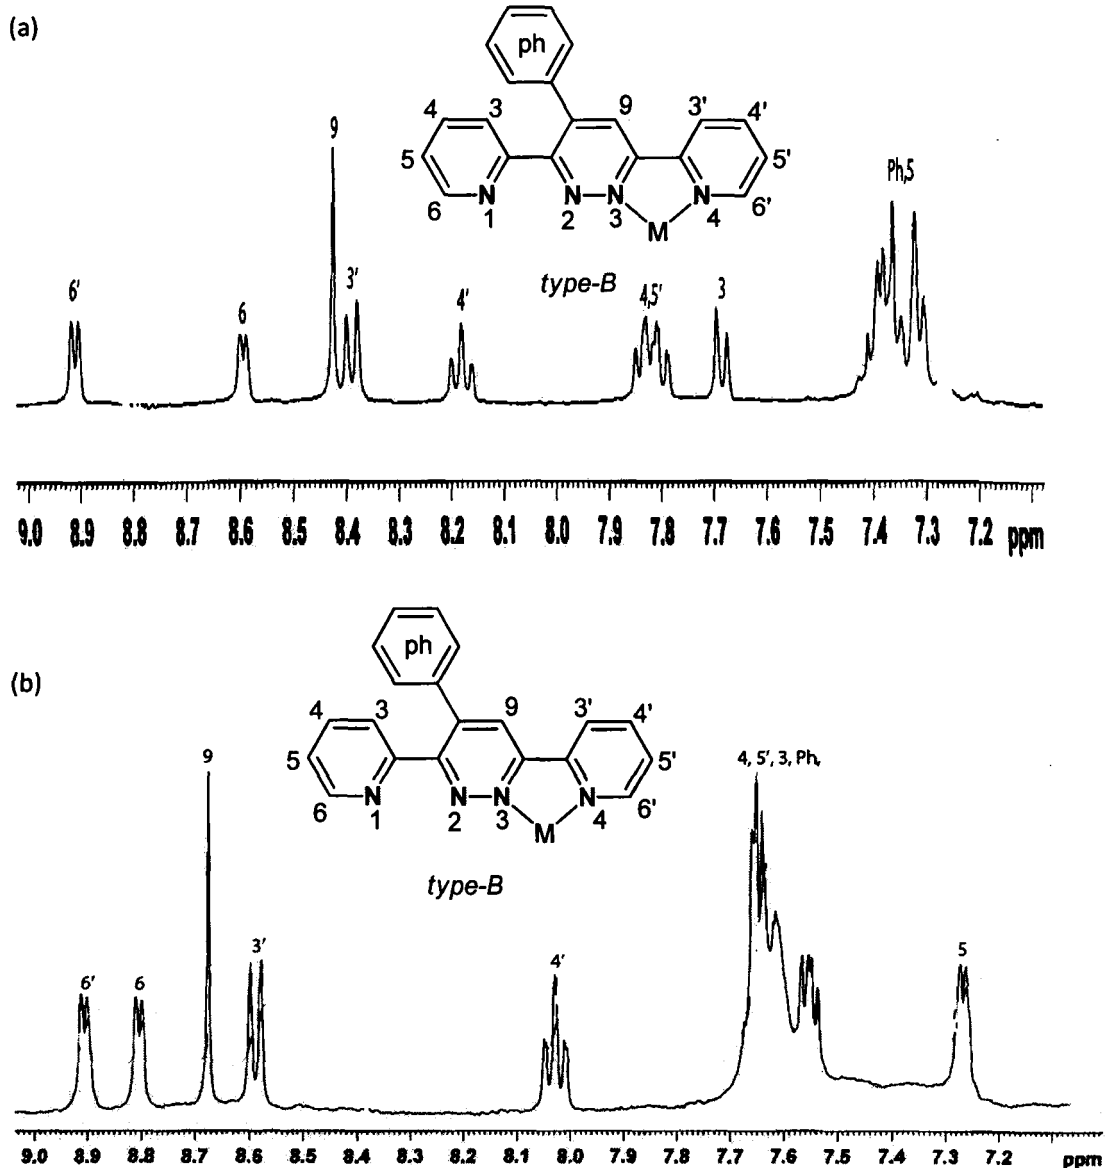 (a)
ph
4 3 9 3' 4'
5 5'
6 N N N N 6'
1 2 3 4
M
type-B
6' 6 9 3' 4' 4,5' 3 Ph,5
9.0 8.9 8.8 8.7 8.6 8.5 8.4 8.3 8.2 8.1 8.0 7.9 7.8 7.7 7.6 7.5 7.4 7.3 7.2 ppm
(b)
ph
4 3 9 3' 4'
5 5'
6 N N N N 6'
1 2 3 4
M
type-B
6' 6 9 3' 4' 4, 5', 3, Ph, 5
9.0 8.9 8.8 8.7 8.6 8.5 8.4 8.3 8.2 8.1 8.0 7.9 7.8 7.7 7.6 7.5 7.4 7.3 7.2 ppm